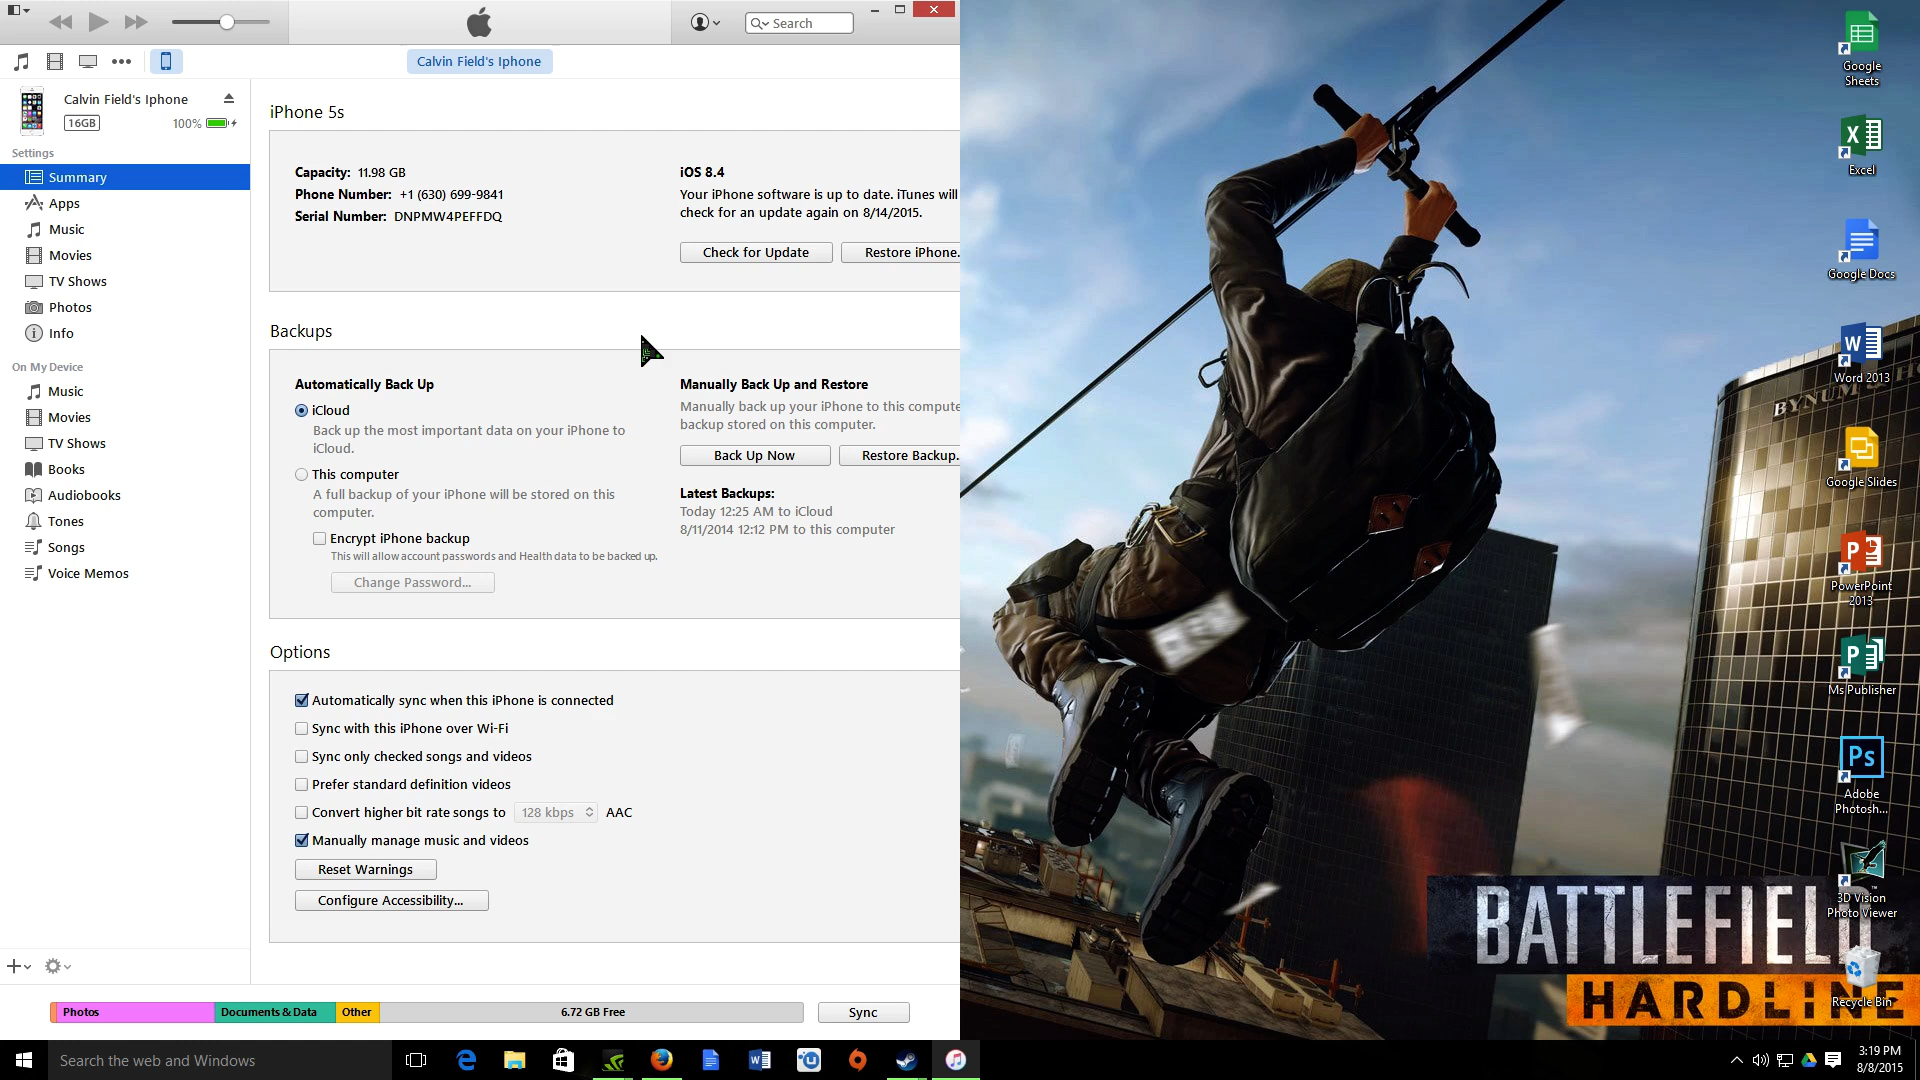 Search
Calvin Field's Iphone
Calvin Field's Iphone
16GB
100%
Settings
Summary
Apps
Music
Movies
TV Shows
Photos
Info
On My Device
Music
Movies
TV Shows
Books
Audiobooks
Tones
Songs
Voice Memos
iPhone 5s
Capacity: 11.98 GB
Phone Number: +1 (630) 699-9841
Serial Number: DNPMW4PEFFDQ
iOS 8.4
Your iPhone software is up to date. iTunes will
check for an update again on 8/14/2015.
Check for Update
Restore iPhone.
Backups
Automatically Back Up
iCloud
Back up the most important data on your iPhone to
iCloud.
This computer
A full backup of your iPhone will be stored on this
computer.
Encrypt iPhone backup
This will allow account passwords and Health data to be backed up.
Change Password...
Manually Back Up and Restore
Manually back up your iPhone to this compute
backup stored on this computer.
Back Up Now
Restore Backup.
Latest Backups:
Today 12:25 AM to iCloud
8/11/2014 12:12 PM to this computer
Options
Automatically sync when this iPhone is connected
Sync with this iPhone over Wi-Fi
Sync only checked songs and videos
Prefer standard definition videos
Convert higher bit rate songs to 128 kbps AAC
Manually manage music and videos
Reset Warnings
Configure Accessibility...
Photos
Documents & Data
Other
6.72 GB Free
Sync
Google
Sheets
Excel
Google Docs
Word 2013
BYNUM
Google Slides
PowerPoint
2013
Ms Publisher
Ps
Adobe
Photosh...
3D Vision
Photo Viewer
BATTLEFIELD
HARDLINE
Recycle Bin
Search the web and Windows
3:19 PM
8/8/2015